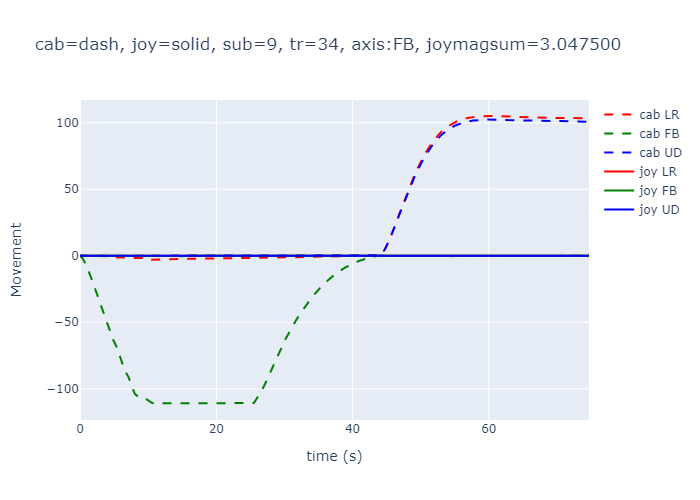 cab=dash, joy=solid, sub=9, tr=34, axis:FB, joymagsum=3.047500
cab LR
cab FB
cab UD
joy LR
joy FB
joy UD
Movement
100
50
0
−50
−100
0
20
40
60
time (s)